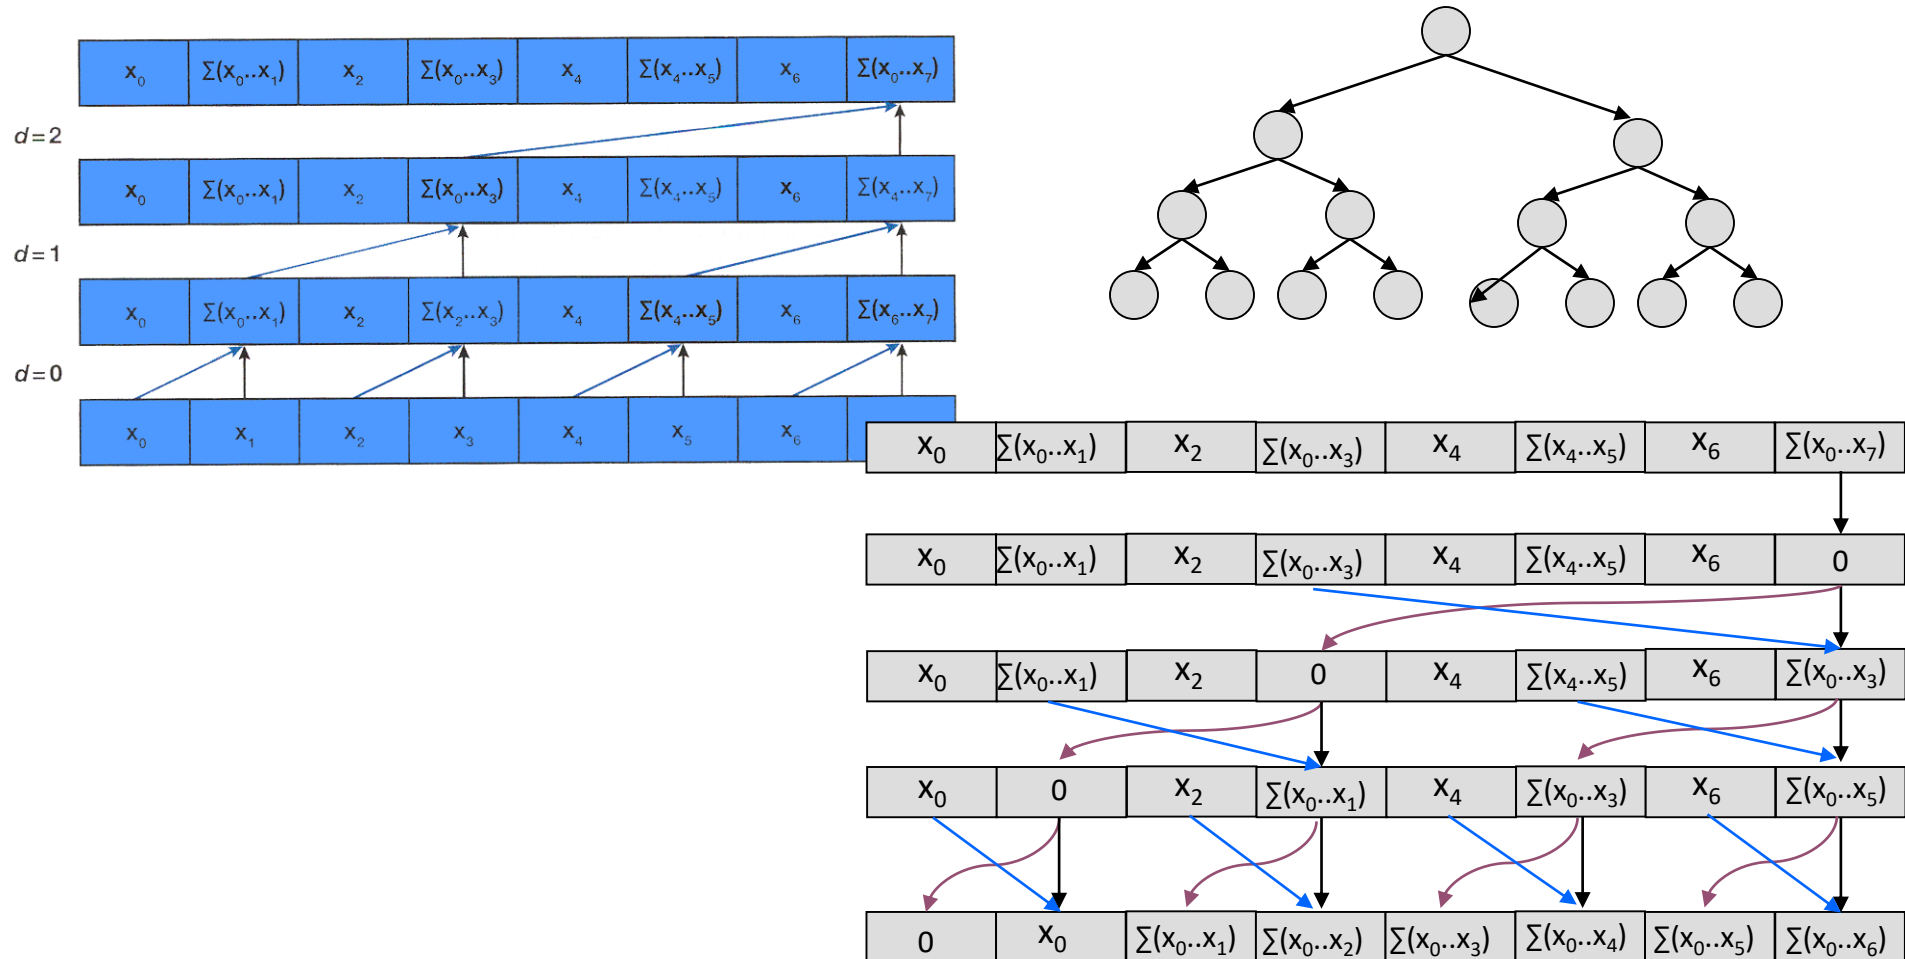 x₀ ∑(x₀..x₁) x₂ ∑(x₀..x₃) x₄ ∑(x₄..x₅) x₆ ∑(x₀..x₇)
d=2
x₀ ∑(x₀..x₁) x₂ ∑(x₀..x₃) x₄ ∑(x₄..x₅) x₆ ∑(x₄..x₇)
d=1
x₀ ∑(x₀..x₁) x₂ ∑(x₂..x₃) x₄ ∑(x₄..x₅) x₆ ∑(x₆..x₇)
d=0
x₀ x₁ x₂ x₃ x₄ x₅ x₆
x₀ ∑(x₀..x₁) x₂ ∑(x₀..x₃) x₄ ∑(x₄..x₅) x₆ ∑(x₀..x₇)
x₀ ∑(x₀..x₁) x₂ ∑(x₀..x₃) x₄ ∑(x₄..x₅) x₆ 0
x₀ ∑(x₀..x₁) x₂ 0 x₄ ∑(x₄..x₅) x₆ ∑(x₀..x₃)
x₀ 0 x₂ ∑(x₀..x₁) x₄ ∑(x₀..x₃) x₆ ∑(x₀..x₅)
0 x₀ ∑(x₀..x₁) ∑(x₀..x₂) ∑(x₀..x₃) ∑(x₀..x₄) ∑(x₀..x₅) ∑(x₀..x₆)